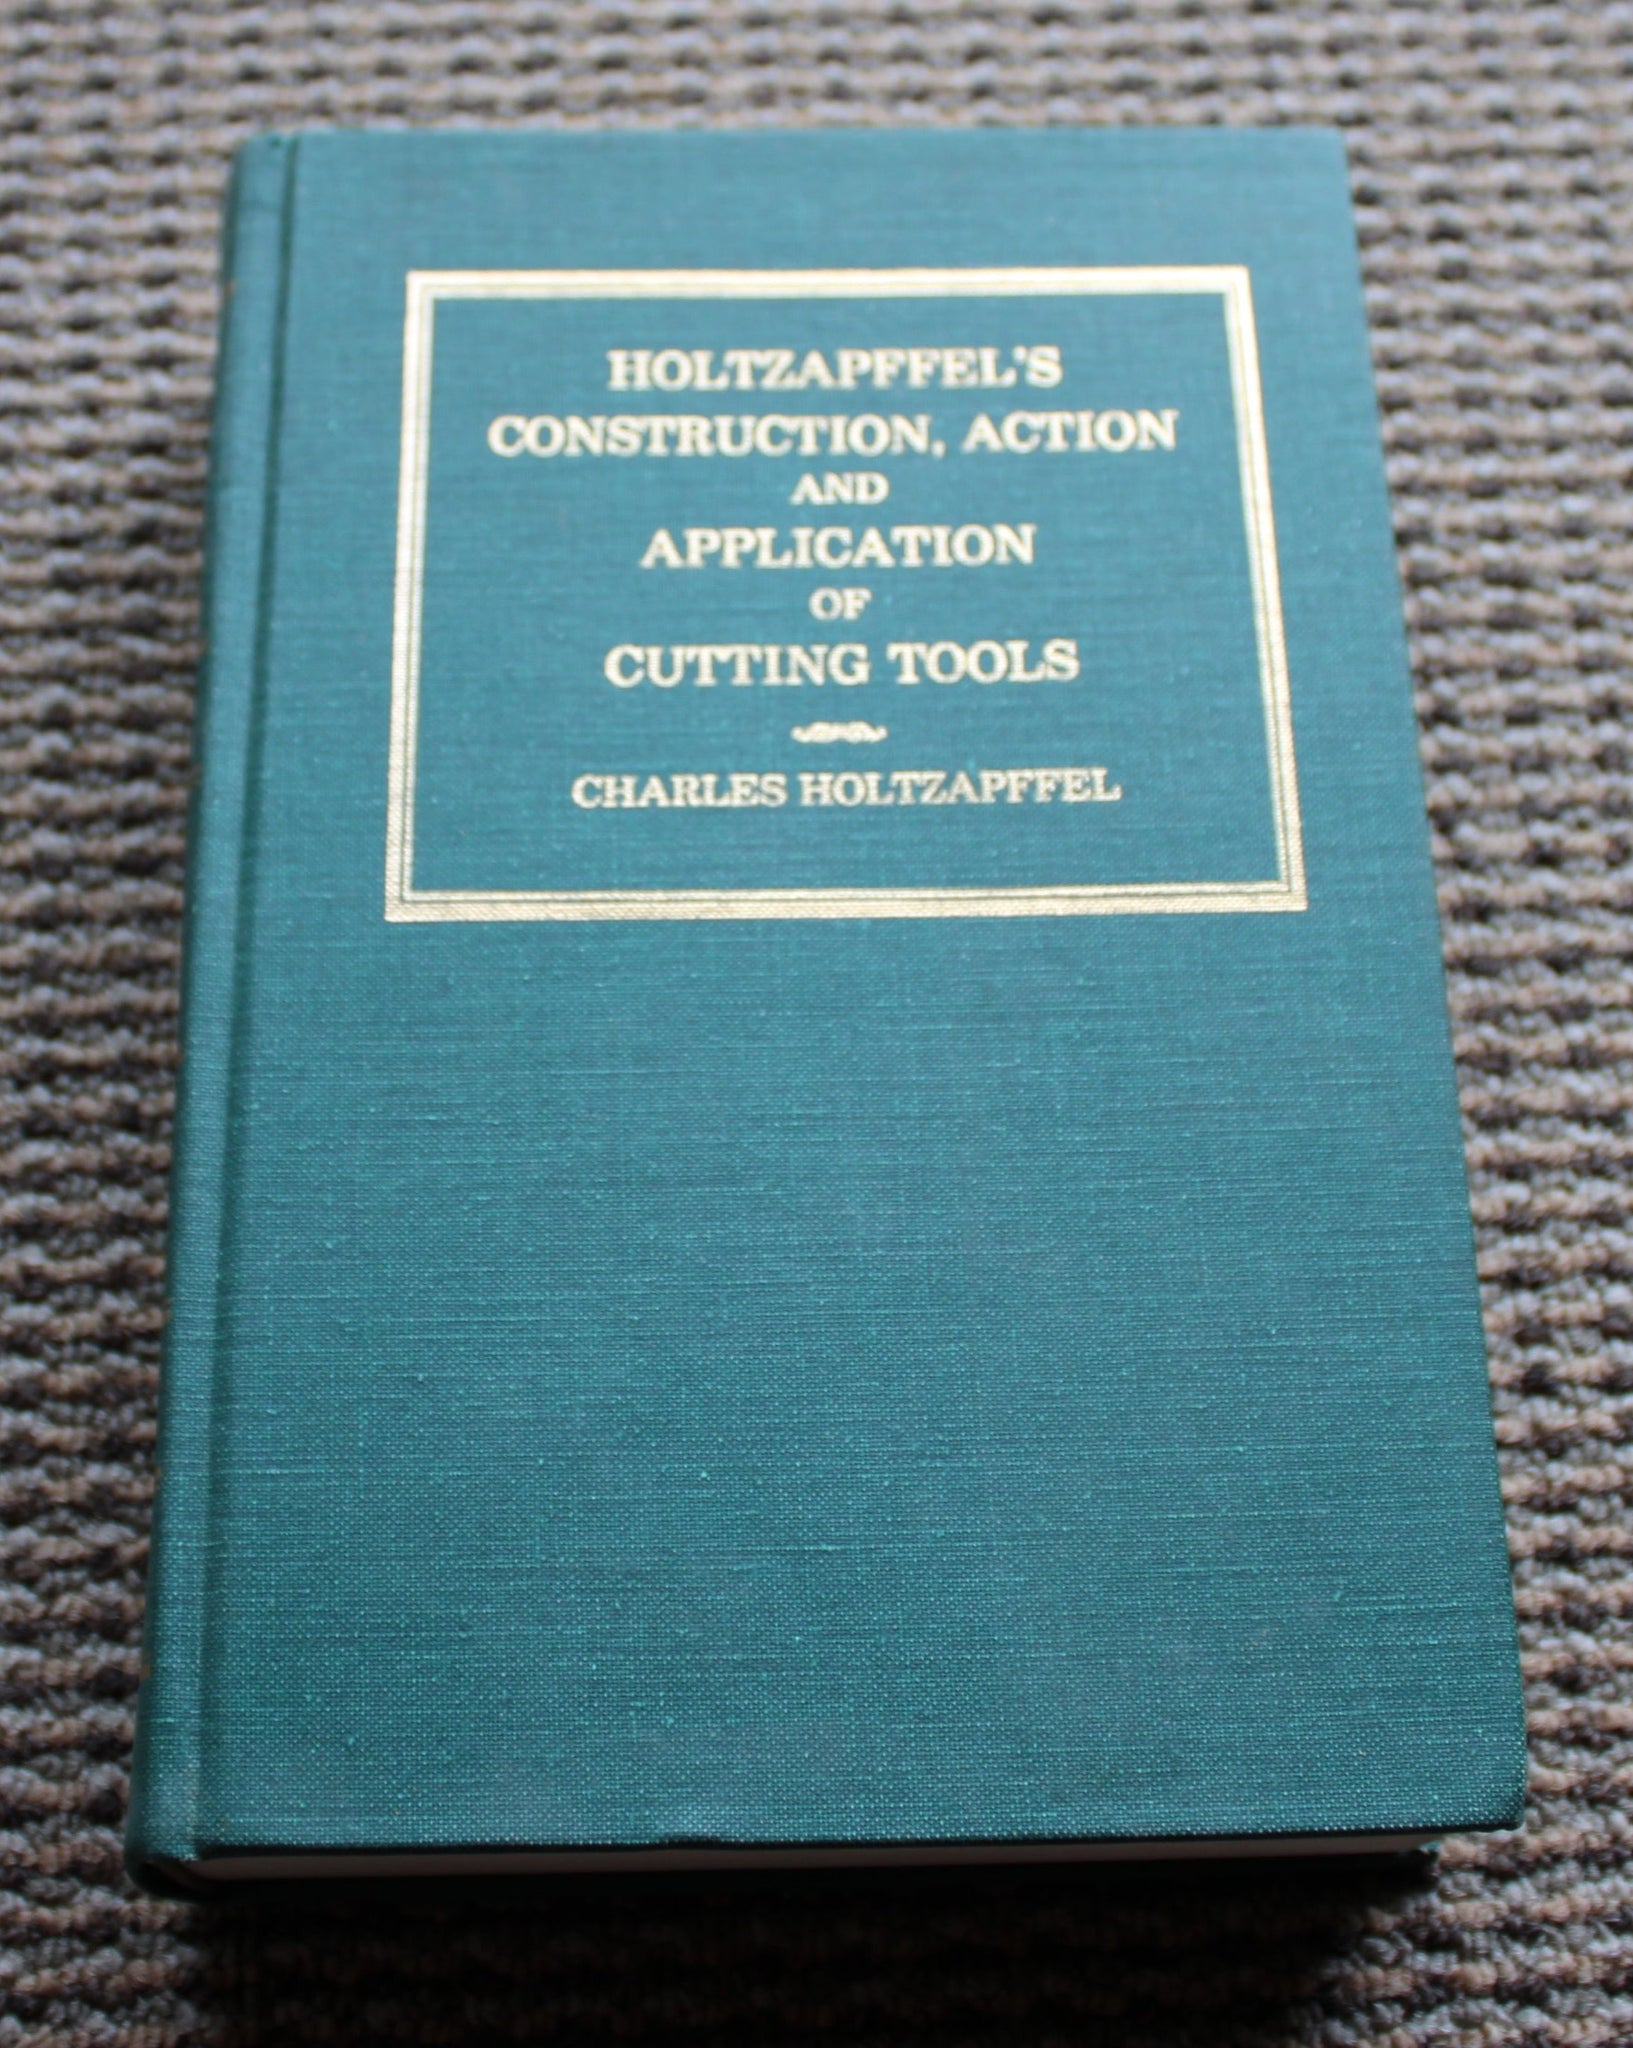 HOLTZAPFFEL'S
CONSTRUCTION, ACTION
AND
APPLICATION
OF
CUTTING TOOLS
CHARLES HOLTZAPFFEL